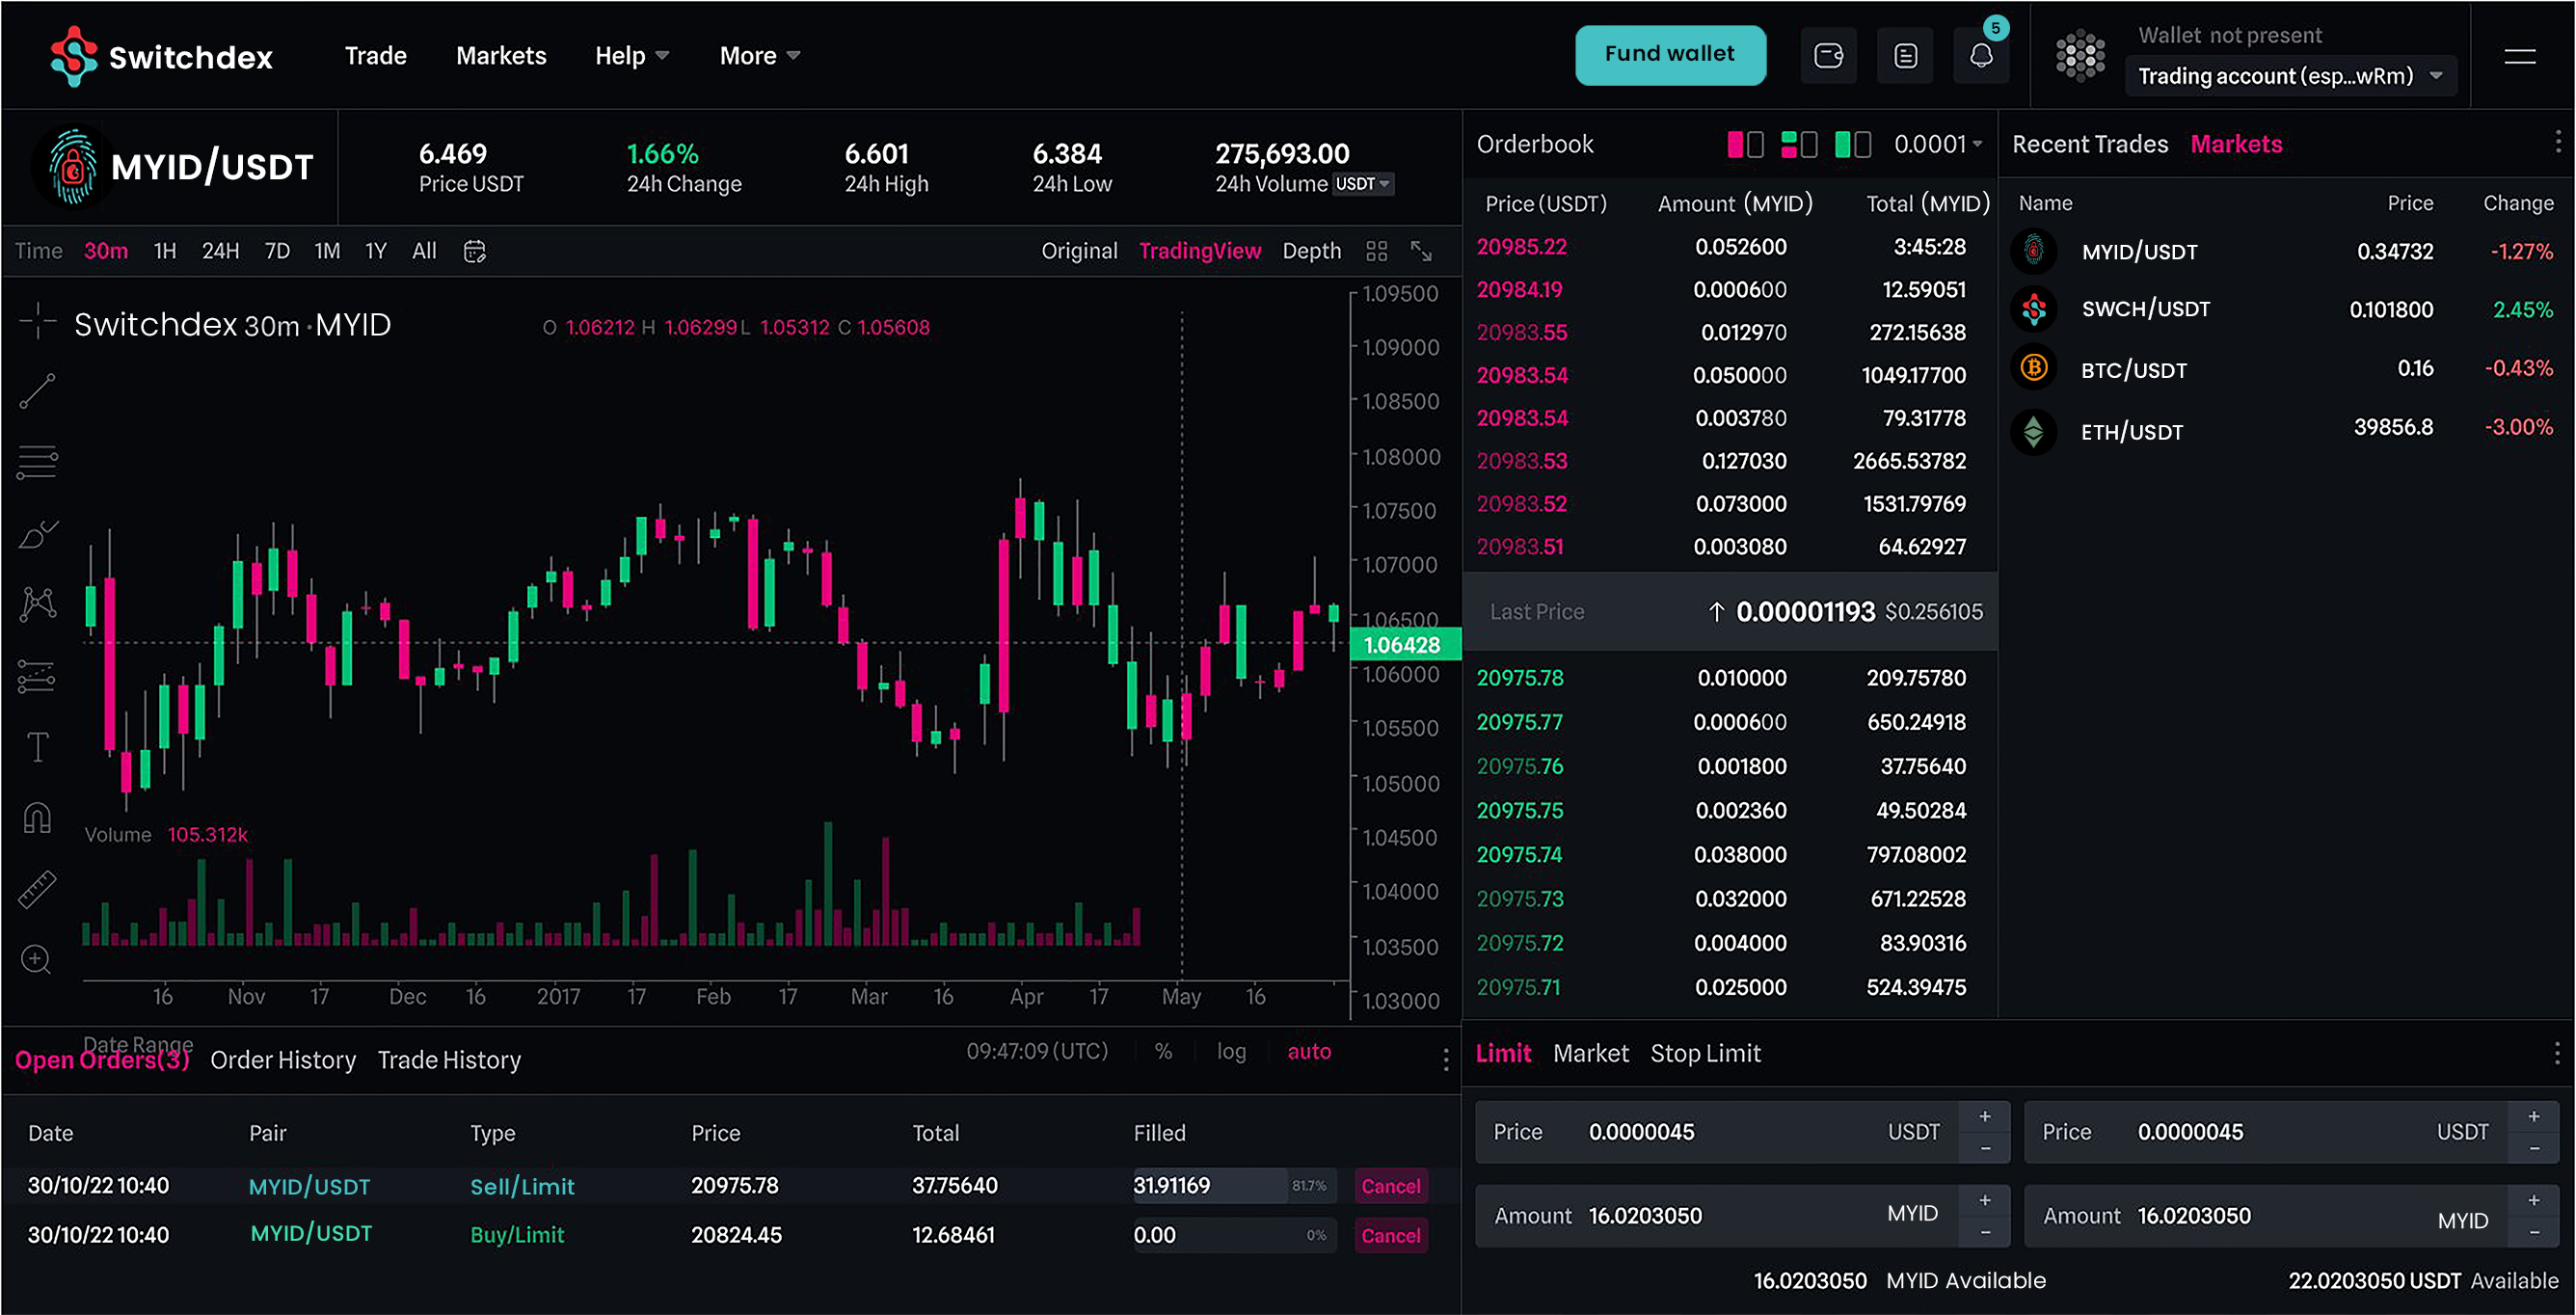 Switchdex Trade Markets Help More Fund wallet 5 Wallet not present
Trading account (esp...wRm)
MYID/USDT
6.469 1.66% 6.601 6.384 275,693.00
Price USDT 24h Change 24h High 24h Low 24h Volume USDT
Time 30m 1H 24H 7D 1M 1Y All Original TradingView Depth
Switchdex 30m ·MYID O 1.06212 H 1.06299 L 1.05312 C 1.05608
1.09500
1.09000
1.08500
1.08000
1.07500
1.07000
1.06500
1.06428
1.06000
1.05500
1.05000
1.04500
1.04000
1.03500
1.03000
Volume 105.312k
16 Nov 17 Dec 16 2017 17 Feb 17 Mar 16 Apr 17 May 16
Date Range 09:47:09 (UTC) % log auto
Orderbook 0.0001
Price (USDT) Amount (MYID) Total (MYID)
20985.22 0.052600 3:45:28
20984.19 0.000600 12.59051
20983.55 0.012970 272.15638
20983.54 0.050000 1049.17700
20983.54 0.003780 79.31778
20983.53 0.127030 2665.53782
20983.52 0.073000 1531.79769
20983.51 0.003080 64.62927
Last Price ↑ 0.00001193 $0.256105
20975.78 0.010000 209.75780
20975.77 0.000600 650.24918
20975.76 0.001800 37.75640
20975.75 0.002360 49.50284
20975.74 0.038000 797.08002
20975.73 0.032000 671.22528
20975.72 0.004000 83.90316
20975.71 0.025000 524.39475
Recent Trades Markets
Name Price Change
MYID/USDT 0.34732 -1.27%
SWCH/USDT 0.101800 2.45%
BTC/USDT 0.16 -0.43%
ETH/USDT 39856.8 -3.00%
Open Orders(3) Order History Trade History
Date Pair Type Price Total Filled
30/10/22 10:40 MYID/USDT Sell/Limit 20975.78 37.75640 31.91169 81.7% Cancel
30/10/22 10:40 MYID/USDT Buy/Limit 20824.45 12.68461 0.00 0% Cancel
Limit Market Stop Limit
Price 0.0000045 USDT + − Price 0.0000045 USDT + −
Amount 16.0203050 MYID + − Amount 16.0203050 MYID + −
16.0203050 MYID Available 22.0203050 USDT Available